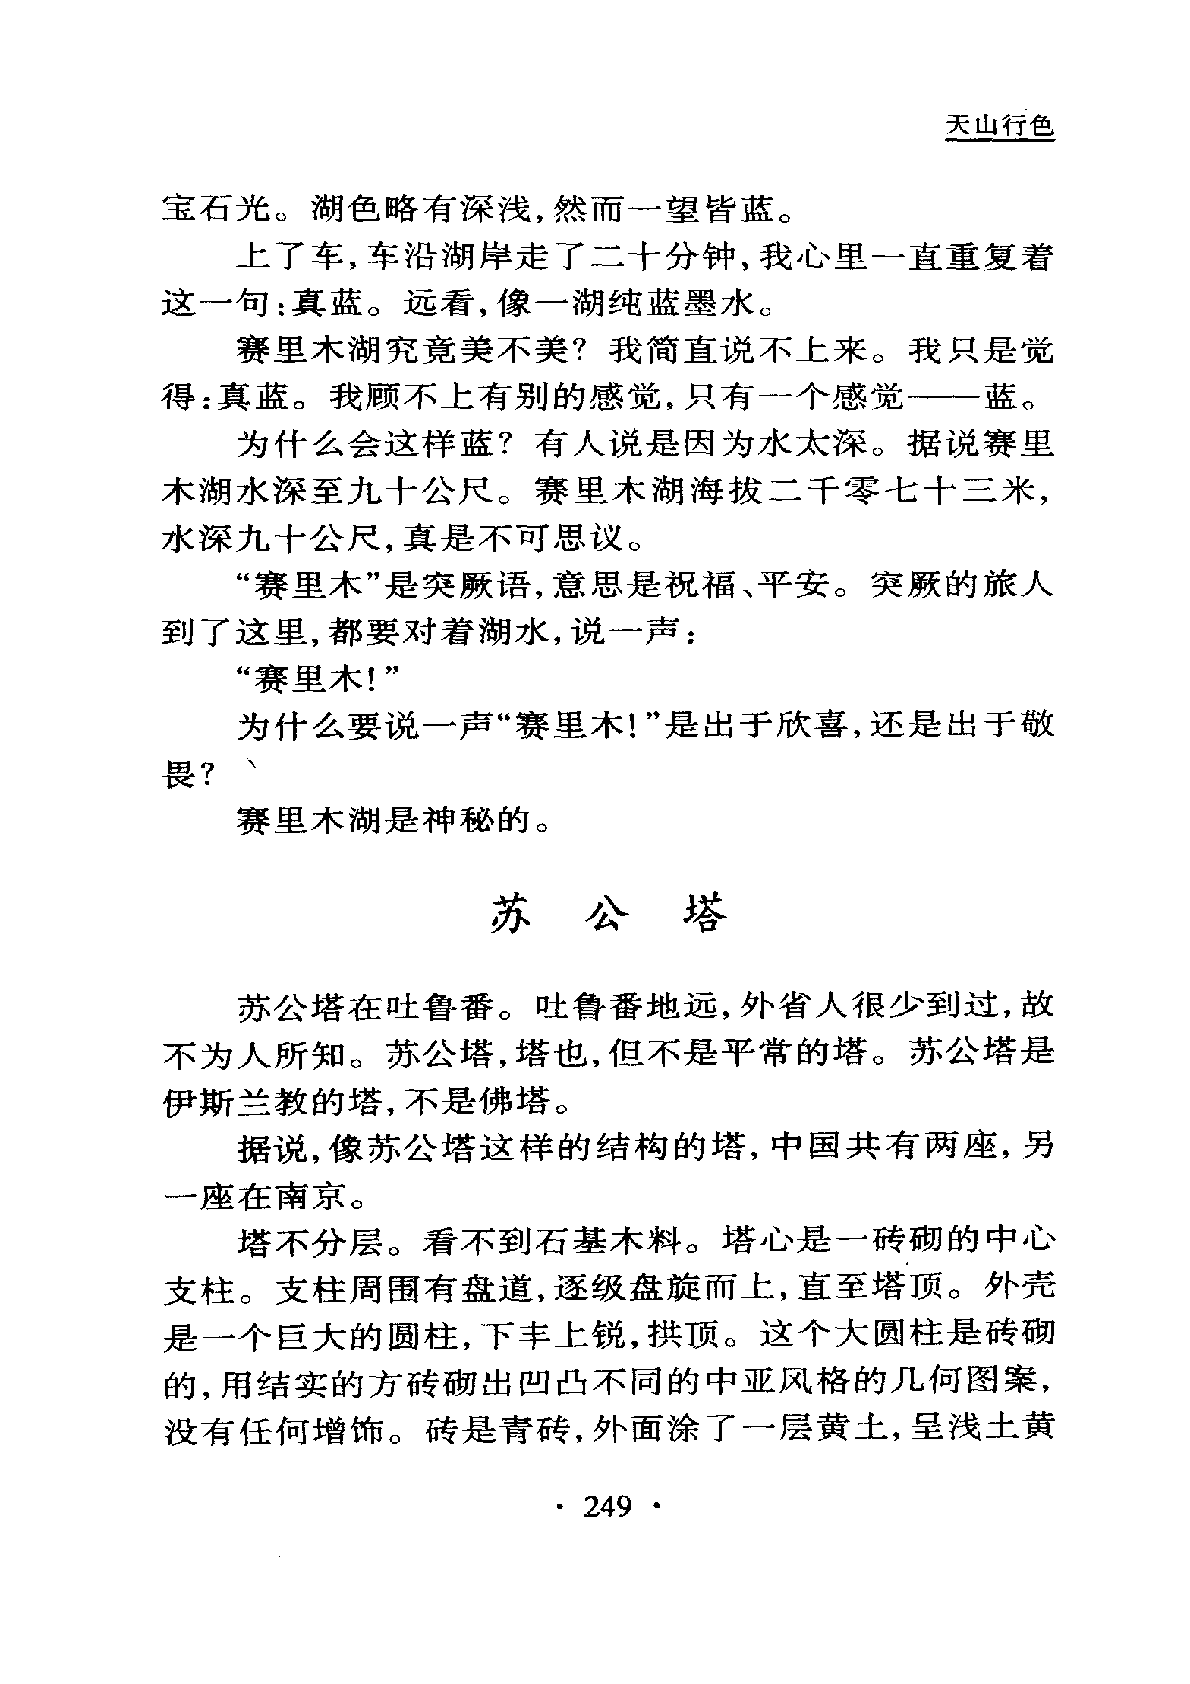 天山行色
宝石光。湖色略有深浅,然而一望皆蓝。
上了车,车沿湖岸走了二十分钟,我心里一直重复着
这一句:真蓝。远看,像一湖纯蓝墨水。
赛里木湖究竟美不美?我简直说不上来。我只是觉
得:真蓝。我顾不上有别的感觉,只有一个感觉——蓝。
为什么会这样蓝?有人说是因为水太深。据说赛里
木湖水深至九十公尺。赛里木湖海拔二千零七十三米,
水深九十公尺,真是不可思议。
“赛里木”是突厥语,意思是祝福、平安。突厥的旅人
到了这里,都要对着湖水,说一声:
“赛里木!”
为什么要说一声“赛里木!”是出于欣喜,还是出于敬
畏?
赛里木湖是神秘的。
苏 公 塔
苏公塔在吐鲁番。吐鲁番地远,外省人很少到过,故
不为人所知。苏公塔,塔也,但不是平常的塔。苏公塔是
伊斯兰教的塔,不是佛塔。
据说,像苏公塔这样的结构的塔,中国共有两座,另
一座在南京。
塔不分层。看不到石基木料。塔心是一砖砌的中心
支柱。支柱周围有盘道,逐级盘旋而上,直至塔顶。外壳
是一个巨大的圆柱,下丰上锐,拱顶。这个大圆柱是砖砌
的,用结实的方砖砌出凹凸不同的中亚风格的几何图案,
没有任何增饰。砖是青砖,外面涂了一层黄土,呈浅土黄
· 249 ·